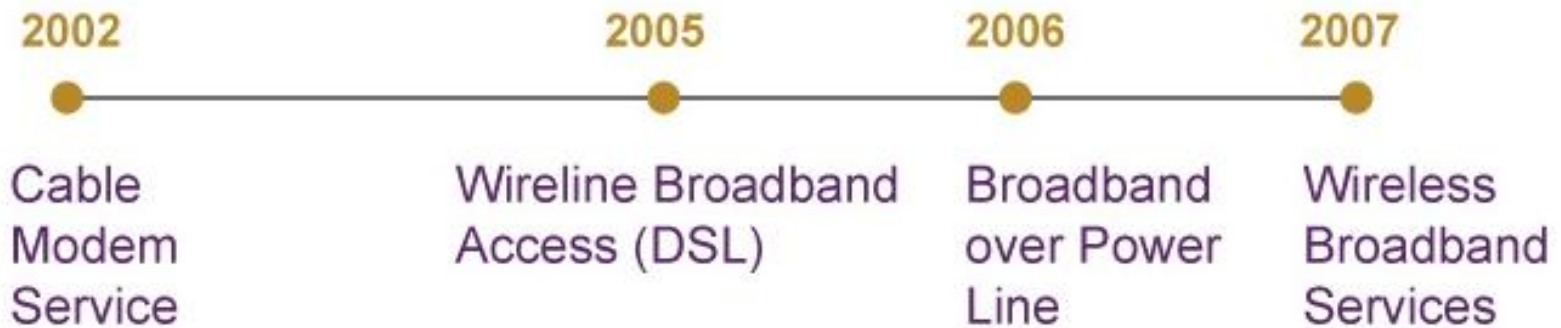 2002 2005 2006 2007
Cable
Modem
Service
Wireline Broadband
Access (DSL)
Broadband
over Power
Line
Wireless
Broadband
Services